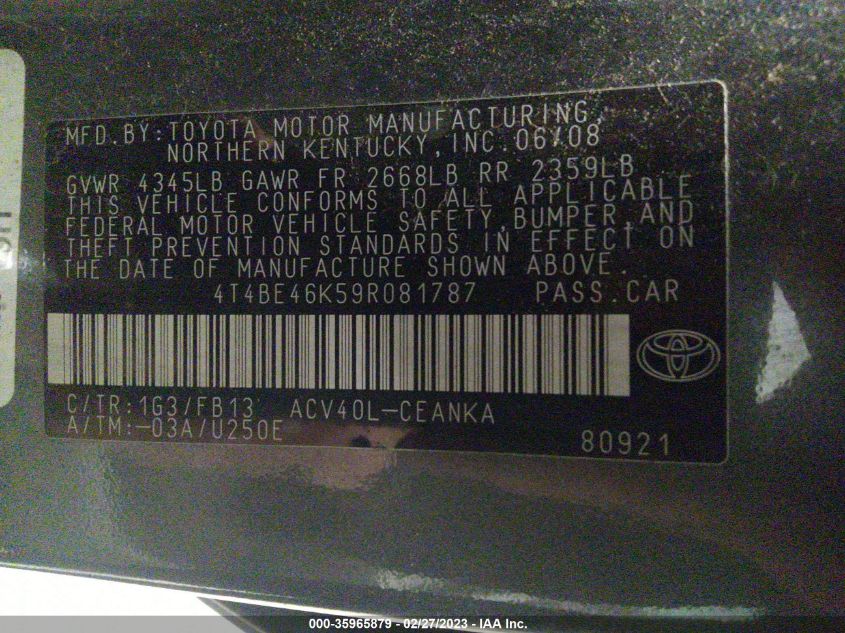 MFD.BY:TOYOTA MOTOR MANUFACTURING,
NORTHERN KENTUCKY,INC.06/08
GVWR 4345LB GAWR FR 2668LB RR 2359LB
THIS VEHICLE CONFORMS TO ALL APPLICABLE
FEDERAL MOTOR VEHICLE SAFETY,BUMPER,AND
THEFT PREVENTION STANDARDS IN EFFECT ON
THE DATE OF MANUFACTURE SHOWN ABOVE.
4T4BE46K59R081787 PASS.CAR
C/TR:1G3/FB13 ACV40L-CEANKA
A/TM:-03A/U250E
80921
000-35965879 - 02/27/2023 - IAA Inc.